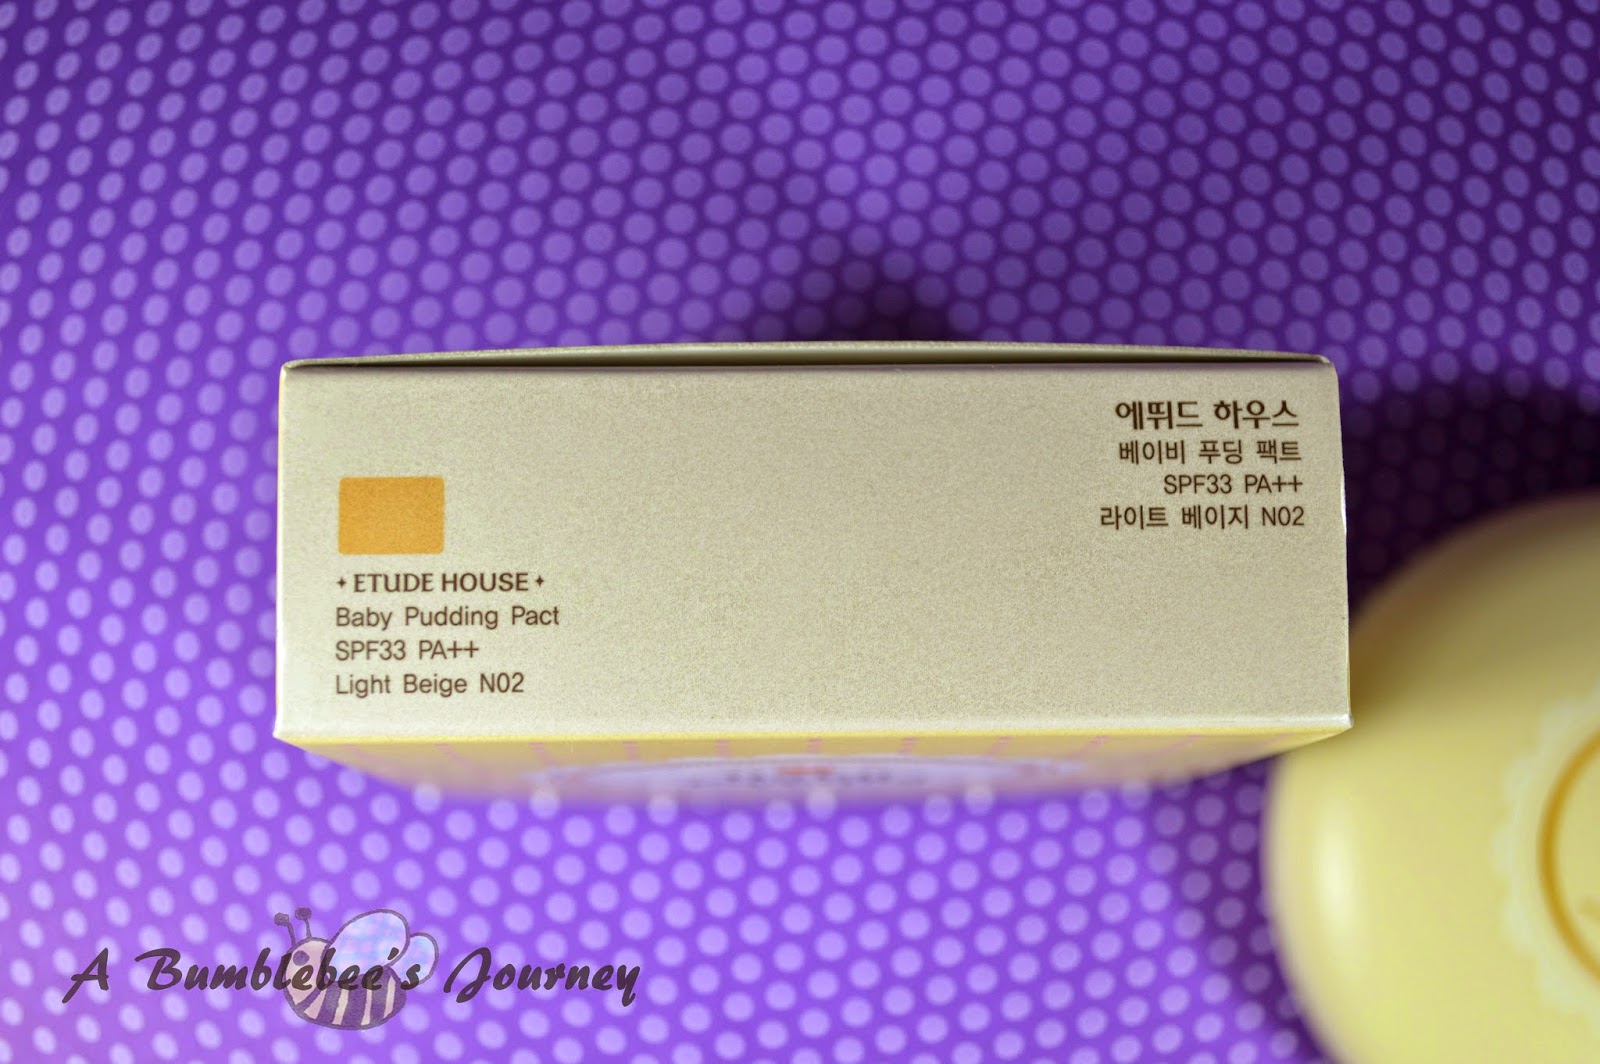 에뛰드 하우스
베이비 푸딩 팩트
SPF33 PA++
라이트 베이지 N02
ETUDE HOUSE
Baby Pudding Pact
SPF33 PA++
Light Beige N02
A Bumblebee's Journey